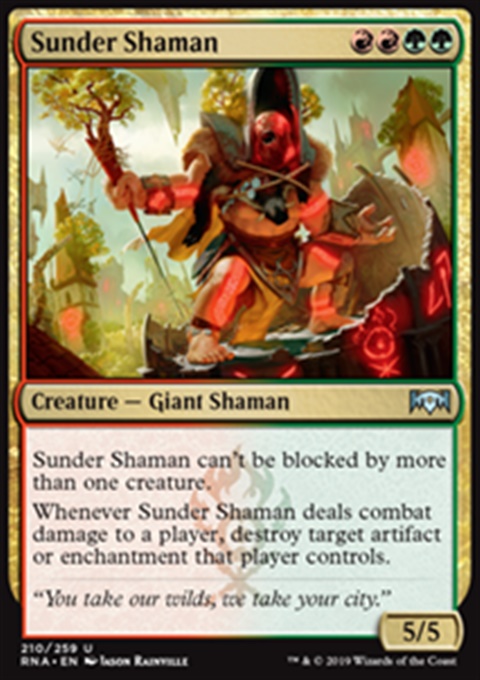 Sunder Shaman
Creature — Giant Shaman
Sunder Shaman can't be blocked by more
than one creature.
Whenever Sunder Shaman deals combat
damage to a player, destroy target artifact
or enchantment that player controls.
"You take our wilds, we take your city."
5/5
210/259 U
RNA • EN Jason Rainville
™ & © 2019 Wizards of the Coast